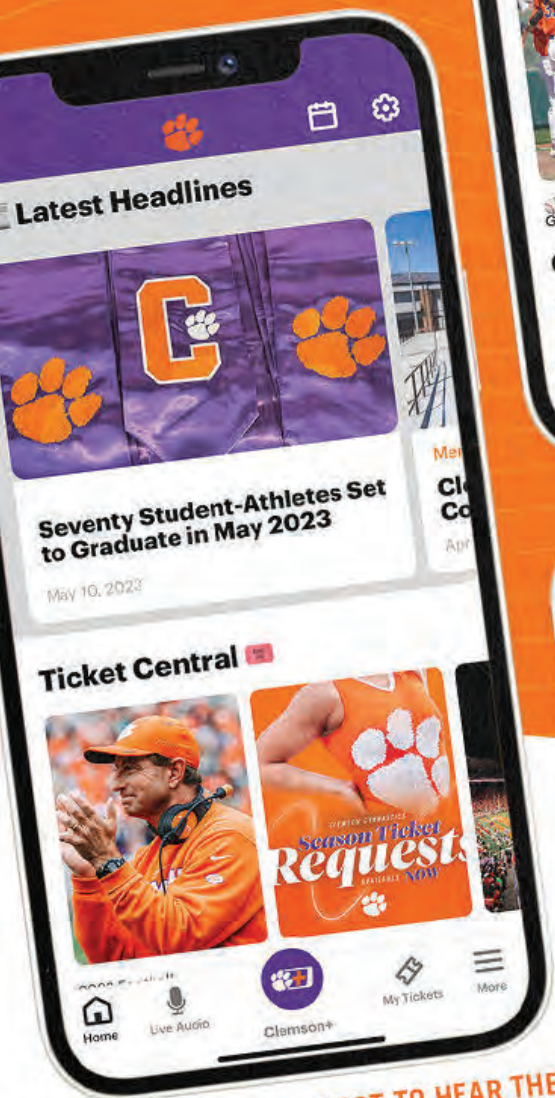 Latest Headlines
C
Seventy Student-Athletes Set
to Graduate in May 2023
May 10, 2023
Ticket Central
CLEMSON GYMNASTICS
Season Ticket
Requests
AVAILABLE NOW
Home
Live Audio
Clemson+
My Tickets
More
TO HEAR THE